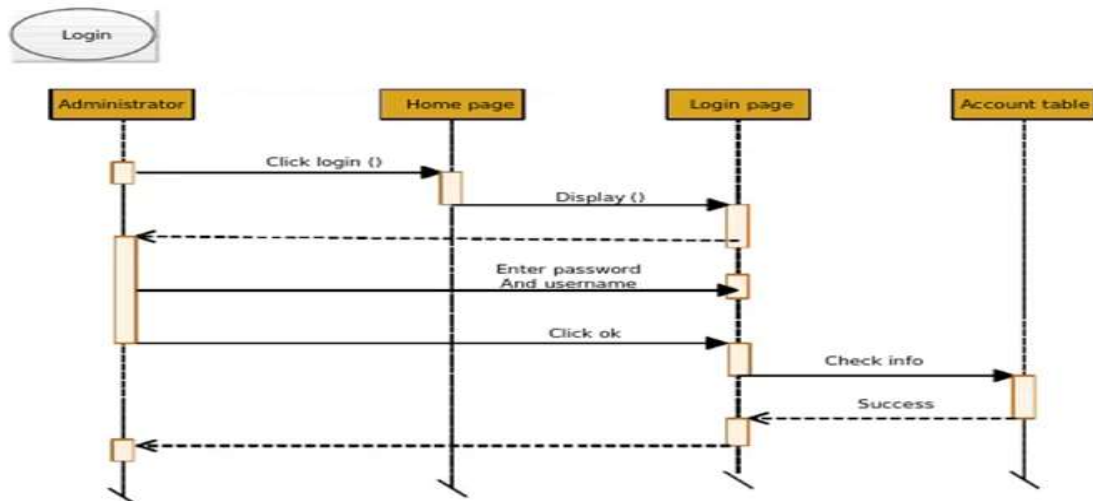 Login
Administrator
Home page
Login page
Account table
Click login ()
Display ()
Enter password
And username
Click ok
Check info
Success